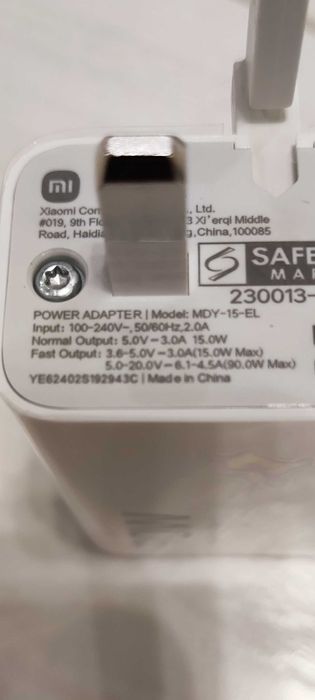 mi
Xiaomi Co , Ltd.
#019, 9th Fl 3 Xi'erqi Middle
Road, Haidia g,China,100085
S
SAFE
MA
230013-
POWER ADAPTER | Model: MDY-15-EL
Input: 100-240V~,50/60Hz,2.0A
Normal Output: 5.0V⎓3.0A 15.0W
Fast Output: 3.6-5.0V⎓3.0A(15.0W Max)
5.0-20.0V⎓6.1-4.5A(90.0W Max)
YE62402S192943C | Made in China